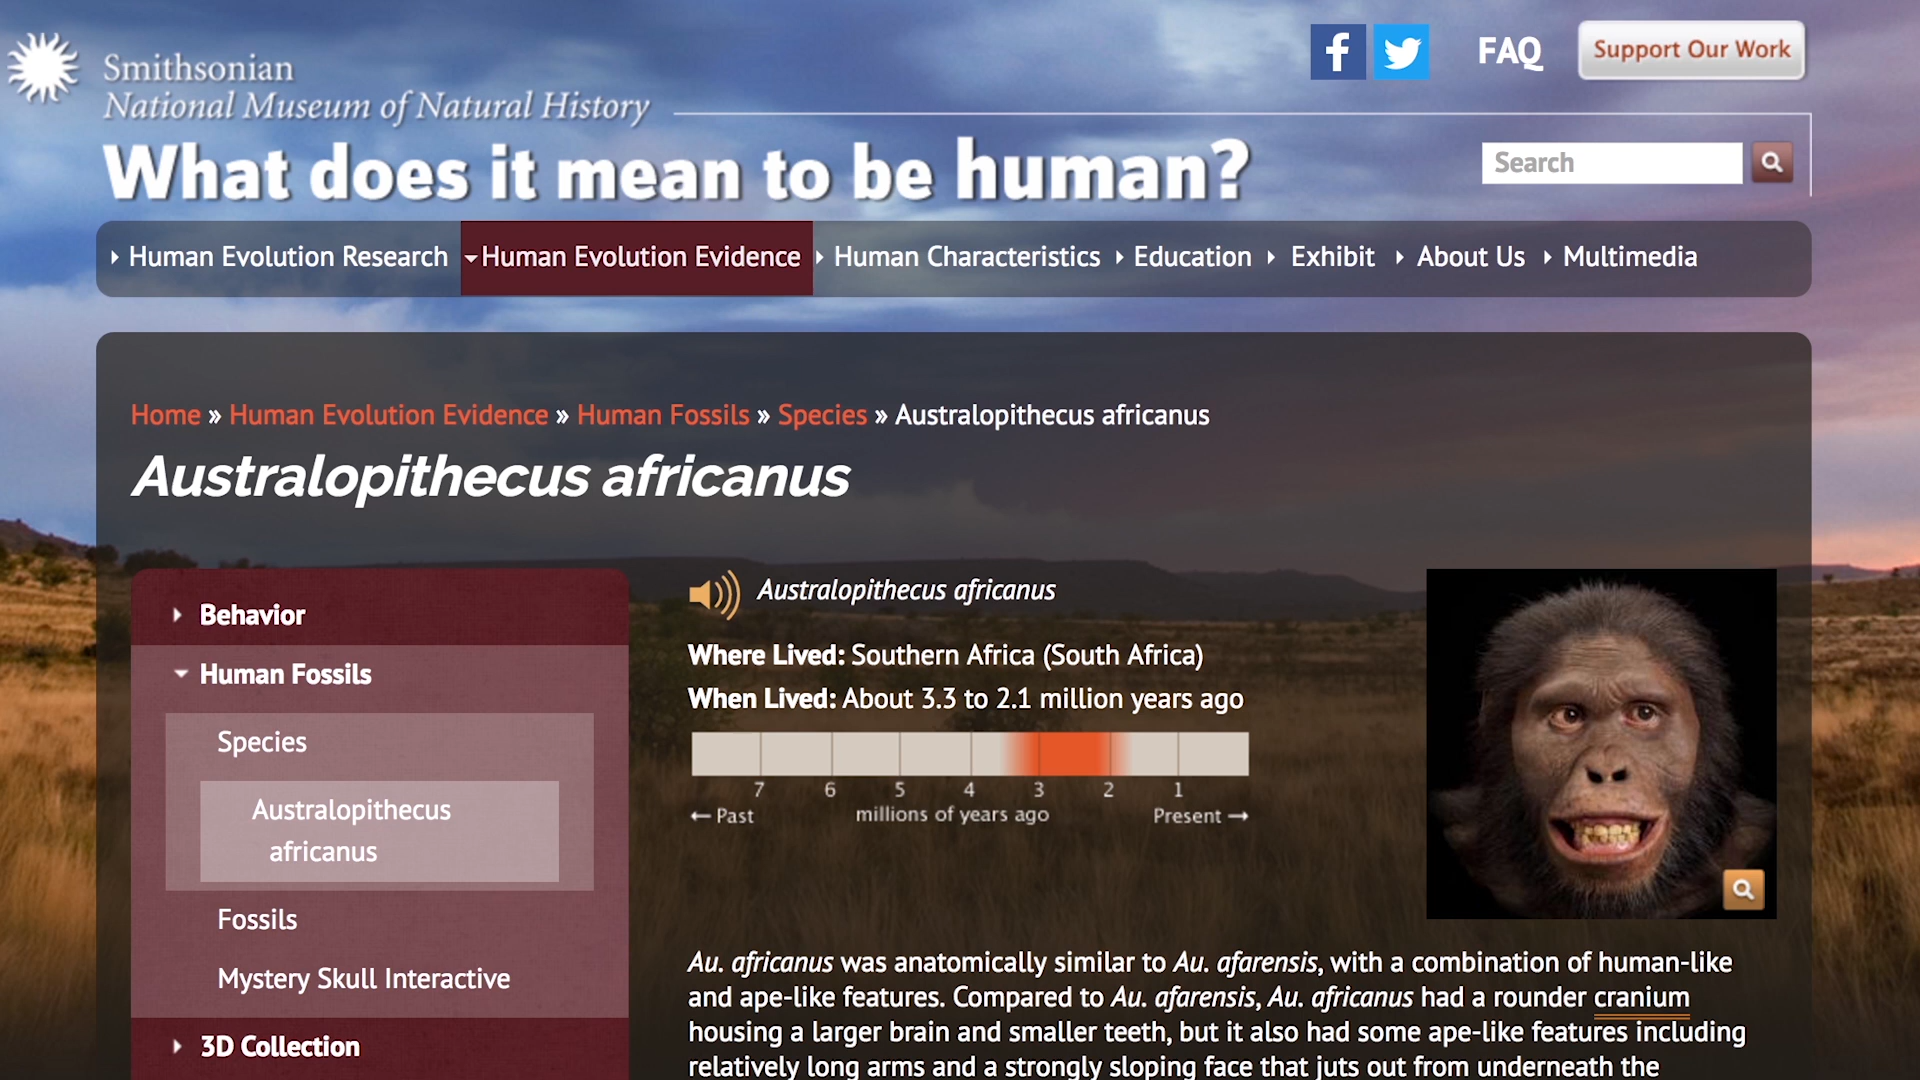 Smithsonian
National Museum of Natural History
What does it mean to be human?
FAQ
Support Our Work
Search
Human Evolution Research
Human Evolution Evidence
Human Characteristics
Education
Exhibit
About Us
Multimedia
Home » Human Evolution Evidence » Human Fossils » Species » Australopithecus africanus
Australopithecus africanus
Behavior
Human Fossils
Species
Australopithecus
africanus
Fossils
Mystery Skull Interactive
3D Collection
Australopithecus africanus
Where Lived: Southern Africa (South Africa)
When Lived: About 3.3 to 2.1 million years ago
7 6 5 4 3 2 1
← Past millions of years ago Present →
Au. africanus was anatomically similar to Au. afarensis, with a combination of human-like
and ape-like features. Compared to Au. afarensis, Au. africanus had a rounder cranium
housing a larger brain and smaller teeth, but it also had some ape-like features including
relatively long arms and a strongly sloping face that juts out from underneath the